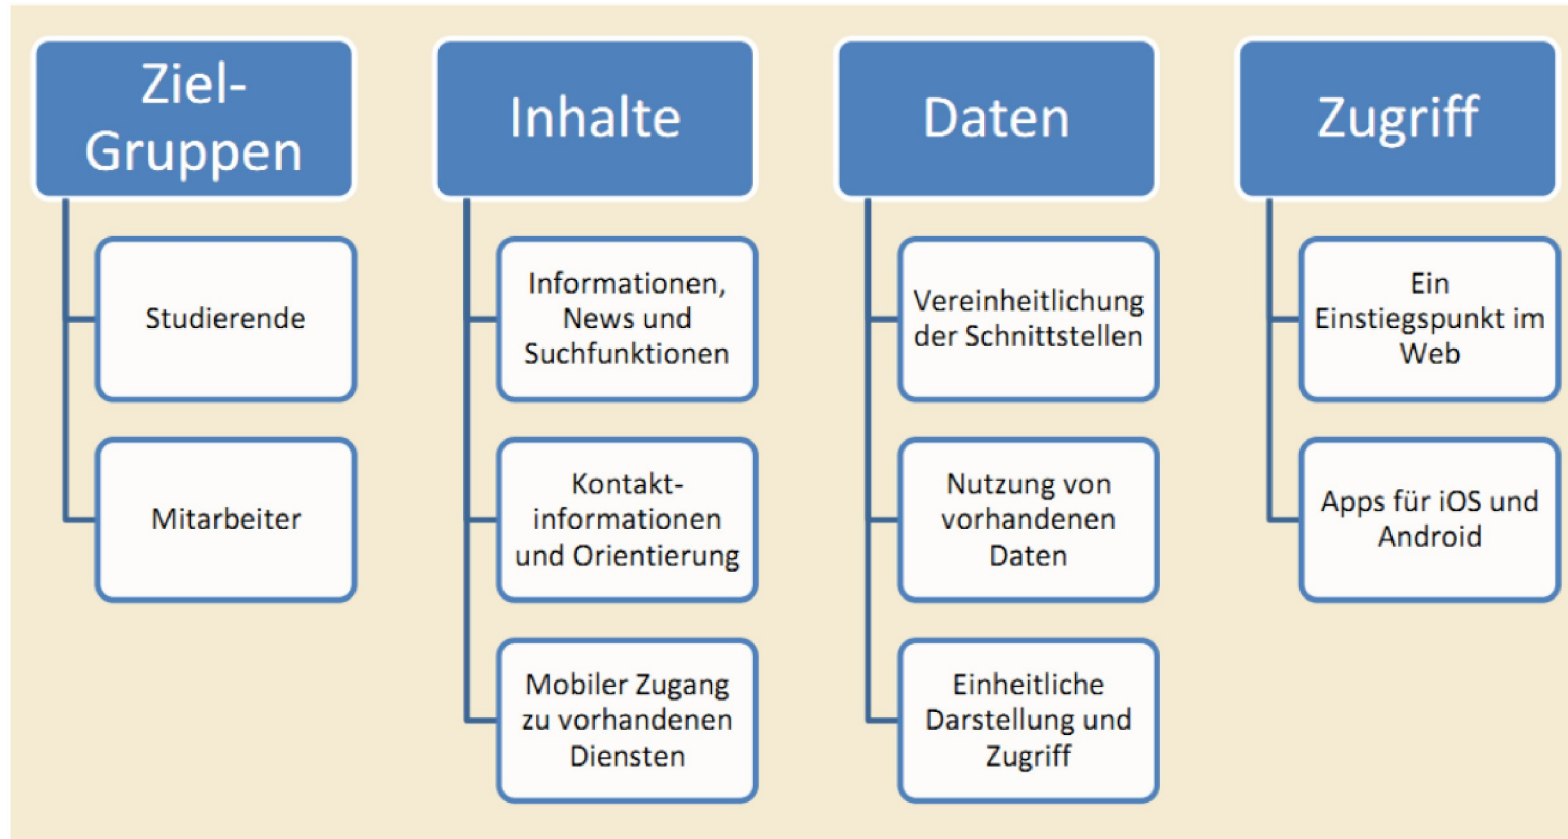 Ziel-
Gruppen
Studierende
Mitarbeiter
Inhalte
Informationen,
News und
Suchfunktionen
Kontakt-
informationen
und Orientierung
Mobiler Zugang
zu vorhandenen
Diensten
Daten
Vereinheitlichung
der Schnittstellen
Nutzung von
vorhandenen
Daten
Einheitliche
Darstellung und
Zugriff
Zugriff
Ein
Einstiegspunkt im
Web
Apps für iOS und
Android